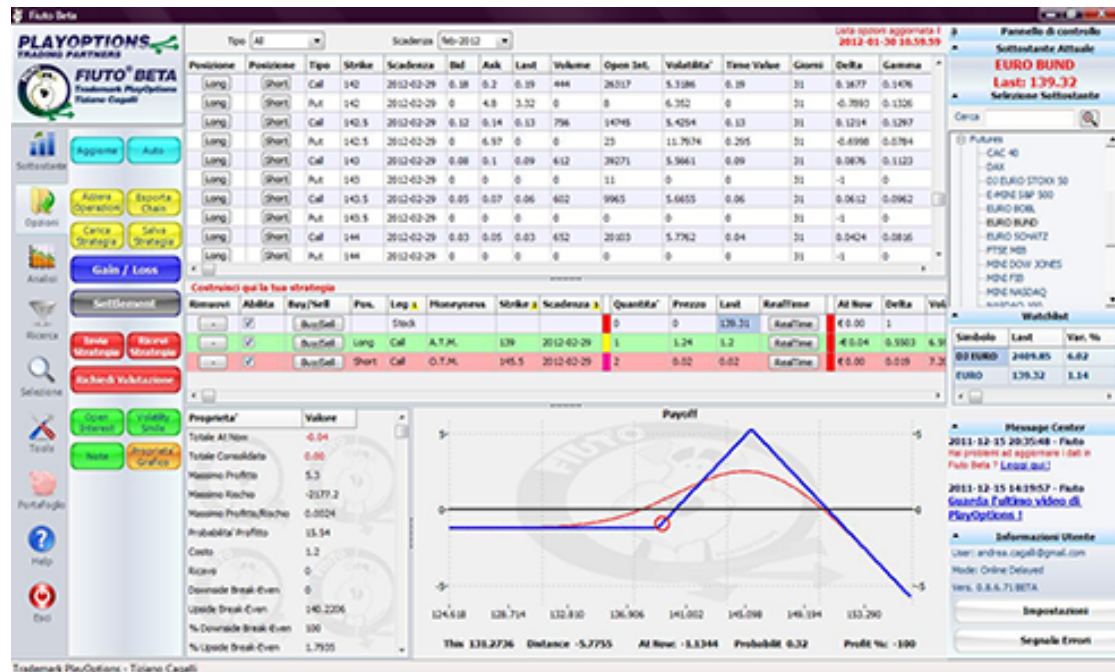 Fiuto Beta
PLAYOPTIONS
TRADING PARTNERS
FIUTO® BETA
Trademark PlayOptions
Tiziano Cagalli
Tipo All
Scadenza feb-2012
Lista opzioni aggiornata
2012-01-30 10.59.59
Posizione Posizione Tipo Strike Scadenza Bid Ask Last Volume Open Int. Volatilita' Time Value Giorni Delta Gamma
Long Short Call 142 2012-02-29 0.18 0.2 0.19 444 26317 5.3186 0.19 31 0.1677 0.1476
Long Short Put 142 2012-02-29 0 4.8 3.32 0 8 6.352 0 31 -0.7893 0.1326
Long Short Call 142.5 2012-02-29 0.12 0.14 0.13 756 14745 5.4254 0.13 31 0.1214 0.1297
Long Short Put 142.5 2012-02-29 0 6.97 0 0 23 11.7974 0.295 31 -0.6998 0.0784
Long Short Call 143 2012-02-29 0.08 0.1 0.09 612 39271 5.5661 0.09 31 0.0876 0.1123
Long Short Put 143 2012-02-29 0 0 0 0 11 0 0 31 -1 0
Long Short Call 143.5 2012-02-29 0.05 0.07 0.06 602 9965 5.6655 0.06 31 0.0612 0.0962
Long Short Put 143.5 2012-02-29 0 0 0 0 0 0 0 31 -1 0
Long Short Call 144 2012-02-29 0.03 0.05 0.03 652 20103 5.7762 0.04 31 0.0424 0.0816
Long Short Put 144 2012-02-29 0 0 0 0 0 0 0 31 -1 0
Sottostante
Opzioni
Analisi
Ricerca
Selezione
Tools
Portafoglio
Help
Esci
Aggiorna Auto
Azzera Operazioni Esporta Chain
Carica Strategia Salva Strategia
Gain / Loss
Settlement
Invia Strategia Ricevi Strategia
Richiedi Valutazione
Open Interest Volatility Smile
Note Proprieta' Grafico
Costruisci qui la tua strategia
Rimuovi Abilita Buy/Sell Pos. Leg Moneyness Strike Scadenza Quantita' Prezzo Last RealTime At Now Delta
- Buy/Sell Stock 0 0 139.31 RealTime € 0.00 1
- Buy/Sell Long Call A.T.M. 139 2012-02-29 1 1.24 1.2 RealTime -€ 0.04 0.5503
- Buy/Sell Short Call O.T.M. 145.5 2012-02-29 2 0.02 0.02 RealTime € 0.00 0.019
Proprieta' Valore
Totale At Now -0.04
Totale Consolidato 0.00
Massimo Profitto 5.3
Massimo Rischio -2177.2
Massimo Profitto/Rischio 0.0024
Probabilita' Profitto 15.54
Costo 1.2
Ricavo 0
Downside Break-Even 0
Upside Break-Even 140.2206
% Downside Break-Even 100
% Upside Break-Even 1.7935
Payoff
FIUTO
5
0
-5
124.618 128.714 132.810 136.906 141.002 145.098 149.194 153.290
This 131.2736 Distance -5.7755 At Now: -1.1344 Probabilit 0.32 Profit %: -100
Pannello di controllo
Sottostante Attuale
EURO BUND
Last: 139.32
Selezione Sottostante
Cerca
Futures
CAC 40
DAX
DJ EURO STOXX 50
E-MINI S&P 500
EURO BOBL
EURO BUND
EURO SCHATZ
FTSE MIB
MINI DOW JONES
MINI FIB
MINI NASDAQ
Watchlist
Simbolo Last Var. %
DJ EURO 2409.85 6.02
EURO 139.32 1.14
Message Center
2011-12-15 20:35:48 - Fiuto
Hai problemi ad aggiornare i dati in
Fiuto Beta ? Leggi qui!
2011-12-15 14:19:57 - Fiuto
Guarda l'ultimo video di
PlayOptions !
Informazioni Utente
User: andrea.cagalli@gmail.com
Mode: Online Delayed
Vers. 0.8.6.71 BETA
Impostazioni
Segnala Errori
Trademark PlayOptions - Tiziano Cagalli